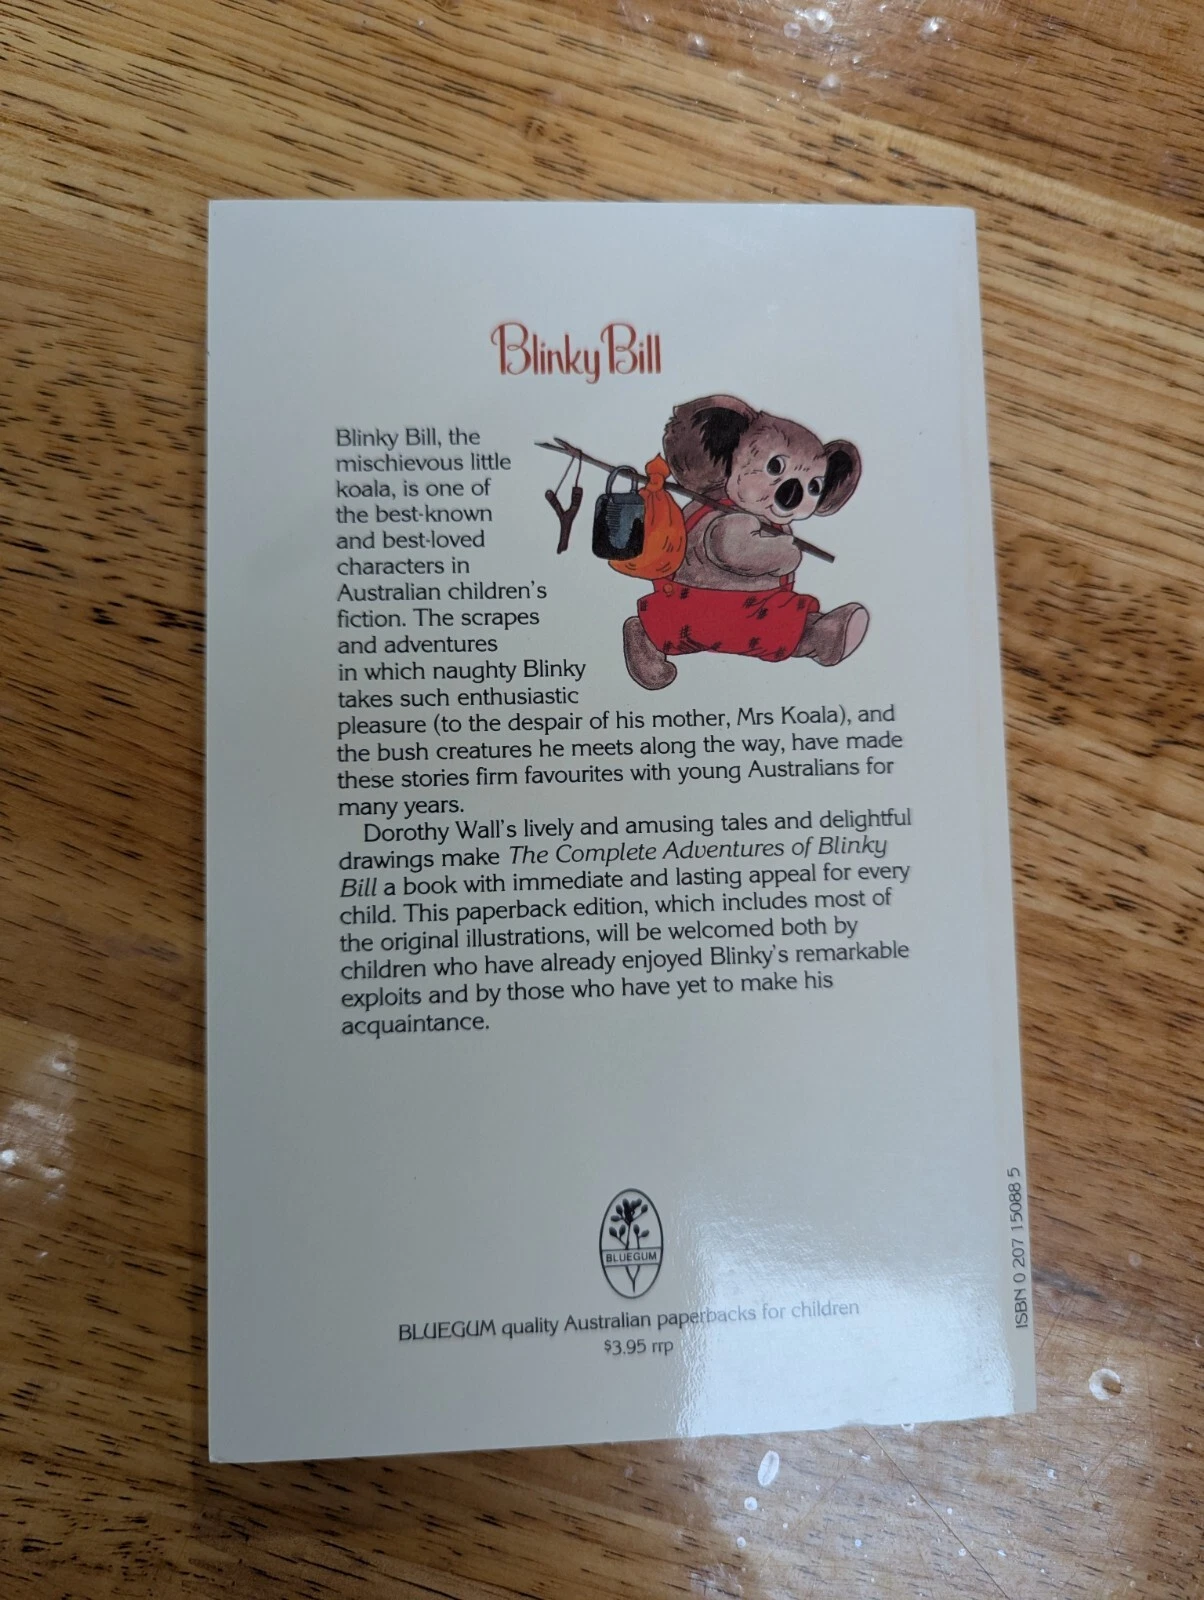 Blinky Bill
Blinky Bill, the
mischievous little
koala, is one of
the best-known
and best-loved
characters in
Australian children's
fiction. The scrapes
and adventures
in which naughty Blinky
takes such enthusiastic
pleasure (to the despair of his mother, Mrs Koala), and
the bush creatures he meets along the way, have made
these stories firm favourites with young Australians for
many years.
Dorothy Wall's lively and amusing tales and delightful
drawings make The Complete Adventures of Blinky
Bill a book with immediate and lasting appeal for every
child. This paperback edition, which includes most of
the original illustrations, will be welcomed both by
children who have already enjoyed Blinky's remarkable
exploits and by those who have yet to make his
acquaintance.
BLUEGUM
BLUEGUM quality Australian paperbacks for children
$3.95 rrp
ISBN 0 207 15088 5